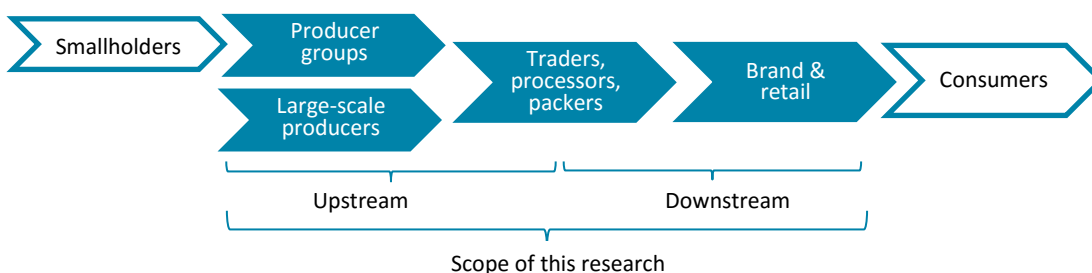 Smallholders
Producer
groups
Large-scale
producers
Traders,
processors,
packers
Brand &
retail
Consumers
Upstream
Downstream
Scope of this research